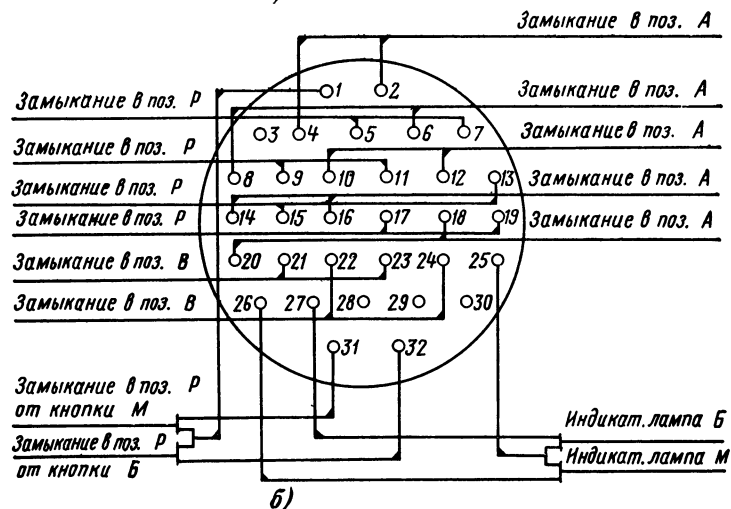 Замыкание в поз. А
1 2
Замыкание в поз. Р
Замыкание в поз. А
3 4 5 6 7
Замыкание в поз. А
Замыкание в поз. Р
8 9 10 11 12 13
Замыкание в поз. Р
Замыкание в поз. А
14 15 16 17 18 19
Замыкание в поз. Р
Замыкание в поз. А
20 21 22 23 24 25
Замыкание в поз. В
26 27 28 29 30
Замыкание в поз. В
31 32
Замыкание в поз. Р
от кнопки М
Замыкание в поз. Р
от кнопки Б
Индикат. лампа Б
Индикат. лампа М
б)